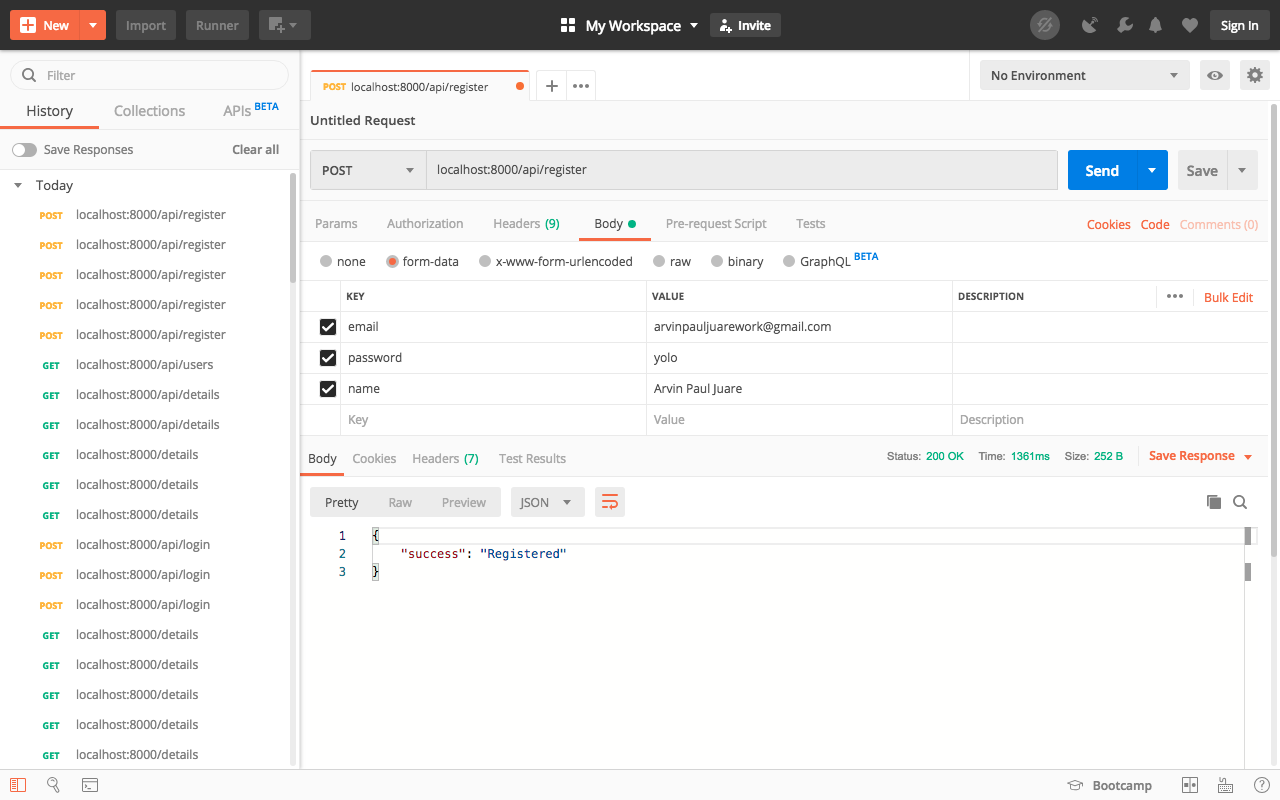 New Import Runner My Workspace Invite Sign In
Filter
History Collections APIs BETA
Save Responses Clear all
Today
POST localhost:8000/api/register
POST localhost:8000/api/register
POST localhost:8000/api/register
POST localhost:8000/api/register
POST localhost:8000/api/register
GET localhost:8000/api/users
GET localhost:8000/api/details
GET localhost:8000/api/details
GET localhost:8000/details
GET localhost:8000/details
GET localhost:8000/details
POST localhost:8000/api/login
POST localhost:8000/api/login
POST localhost:8000/api/login
GET localhost:8000/details
GET localhost:8000/details
GET localhost:8000/details
GET localhost:8000/details
GET localhost:8000/details
POST localhost:8000/api/register
No Environment
Untitled Request
POST localhost:8000/api/register Send Save
Params Authorization Headers (9) Body Pre-request Script Tests Cookies Code Comments (0)
none form-data x-www-form-urlencoded raw binary GraphQL BETA
KEY VALUE DESCRIPTION ••• Bulk Edit
email arvinpauljuarework@gmail.com
password yolo
name Arvin Paul Juare
Key Value Description
Body Cookies Headers (7) Test Results Status: 200 OK Time: 1361ms Size: 252 B Save Response
Pretty Raw Preview JSON
1 {
2 "success": "Registered"
3 }
Bootcamp